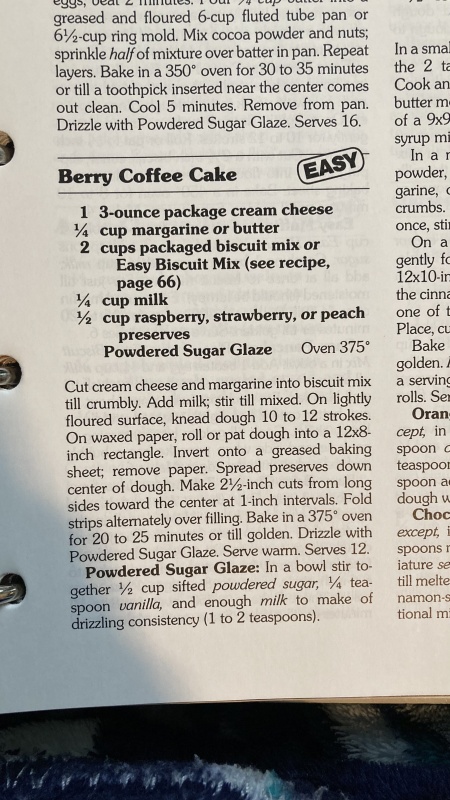 eggs, beat 2 minutes. Pour ¾ cup batter into a
greased and floured 6-cup fluted tube pan or
6½-cup ring mold. Mix cocoa powder and nuts;
sprinkle half of mixture over batter in pan. Repeat
layers. Bake in a 350° oven for 30 to 35 minutes
or till a toothpick inserted near the center comes
out clean. Cool 5 minutes. Remove from pan.
Drizzle with Powdered Sugar Glaze. Serves 16.
Berry Coffee Cake
EASY
1 3-ounce package cream cheese
¼ cup margarine or butter
2 cups packaged biscuit mix or
Easy Biscuit Mix (see recipe,
page 66)
¼ cup milk
½ cup raspberry, strawberry, or peach
preserves
Powdered Sugar Glaze Oven 375°
Cut cream cheese and margarine into biscuit mix
till crumbly. Add milk; stir till mixed. On lightly
floured surface, knead dough 10 to 12 strokes.
On waxed paper, roll or pat dough into a 12x8-
inch rectangle. Invert onto a greased baking
sheet; remove paper. Spread preserves down
center of dough. Make 2½-inch cuts from long
sides toward the center at 1-inch intervals. Fold
strips alternately over filling. Bake in a 375° oven
for 20 to 25 minutes or till golden. Drizzle with
Powdered Sugar Glaze. Serve warm. Serves 12.
Powdered Sugar Glaze: In a bowl stir to-
gether ½ cup sifted powdered sugar, ¼ tea-
spoon vanilla, and enough milk to make of
drizzling consistency (1 to 2 teaspoons).
In a small
the 2 ta
Cook an
butter m
of a 9x9
syrup mi
In a m
powder,
garine, c
crumbs.
once, stir
On a
gently fo
12x10-in
the cinna
one of t
Place, cu
Bake
golden. A
a serving
rolls. Ser
Oran
cept, in
spoon c
teaspoon
spoon a
dough w
Choc
except, i
spoons r
iature se
till melte
namon-s
tional m